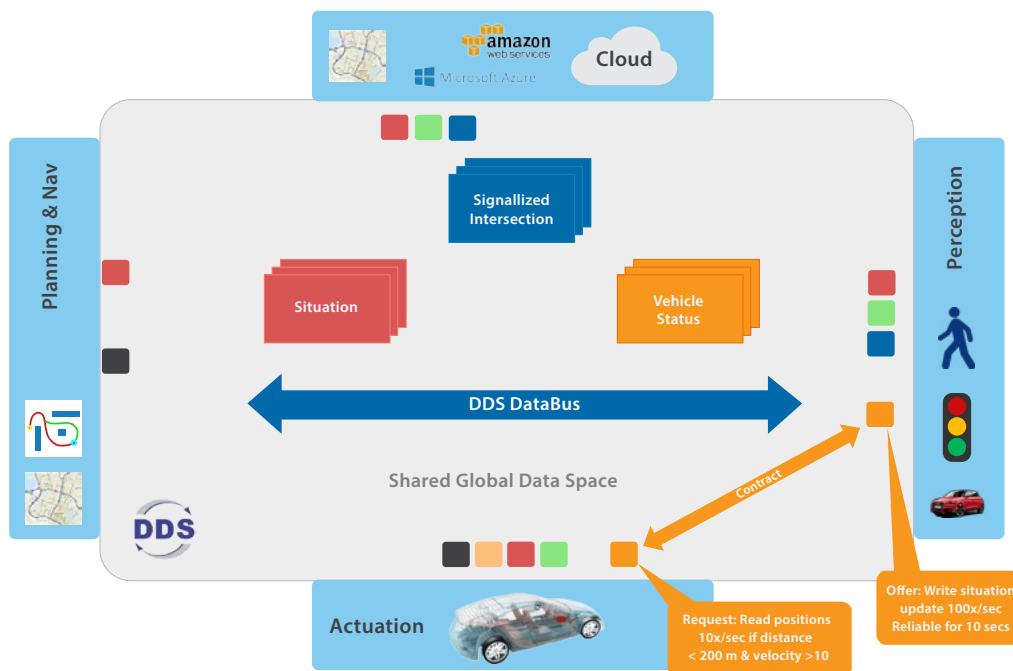 amazon
web services
Microsoft Azure
Cloud
Planning & Nav
Signallized
Intersection
Perception
Situation
Vehicle
Status
DDS DataBus
Shared Global Data Space
Contract
DDS
Actuation
Request: Read positions
10x/sec if distance
< 200 m & velocity >10
Offer: Write situation
update 100x/sec
Reliable for 10 secs